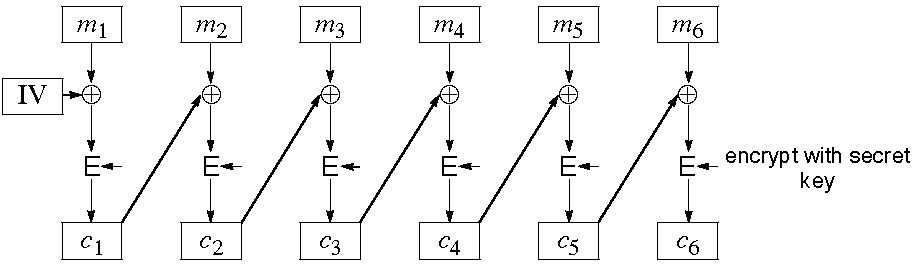 m1 m2 m3 m4 m5 m6
IV
E E E E E E encrypt with secret
key
c1 c2 c3 c4 c5 c6